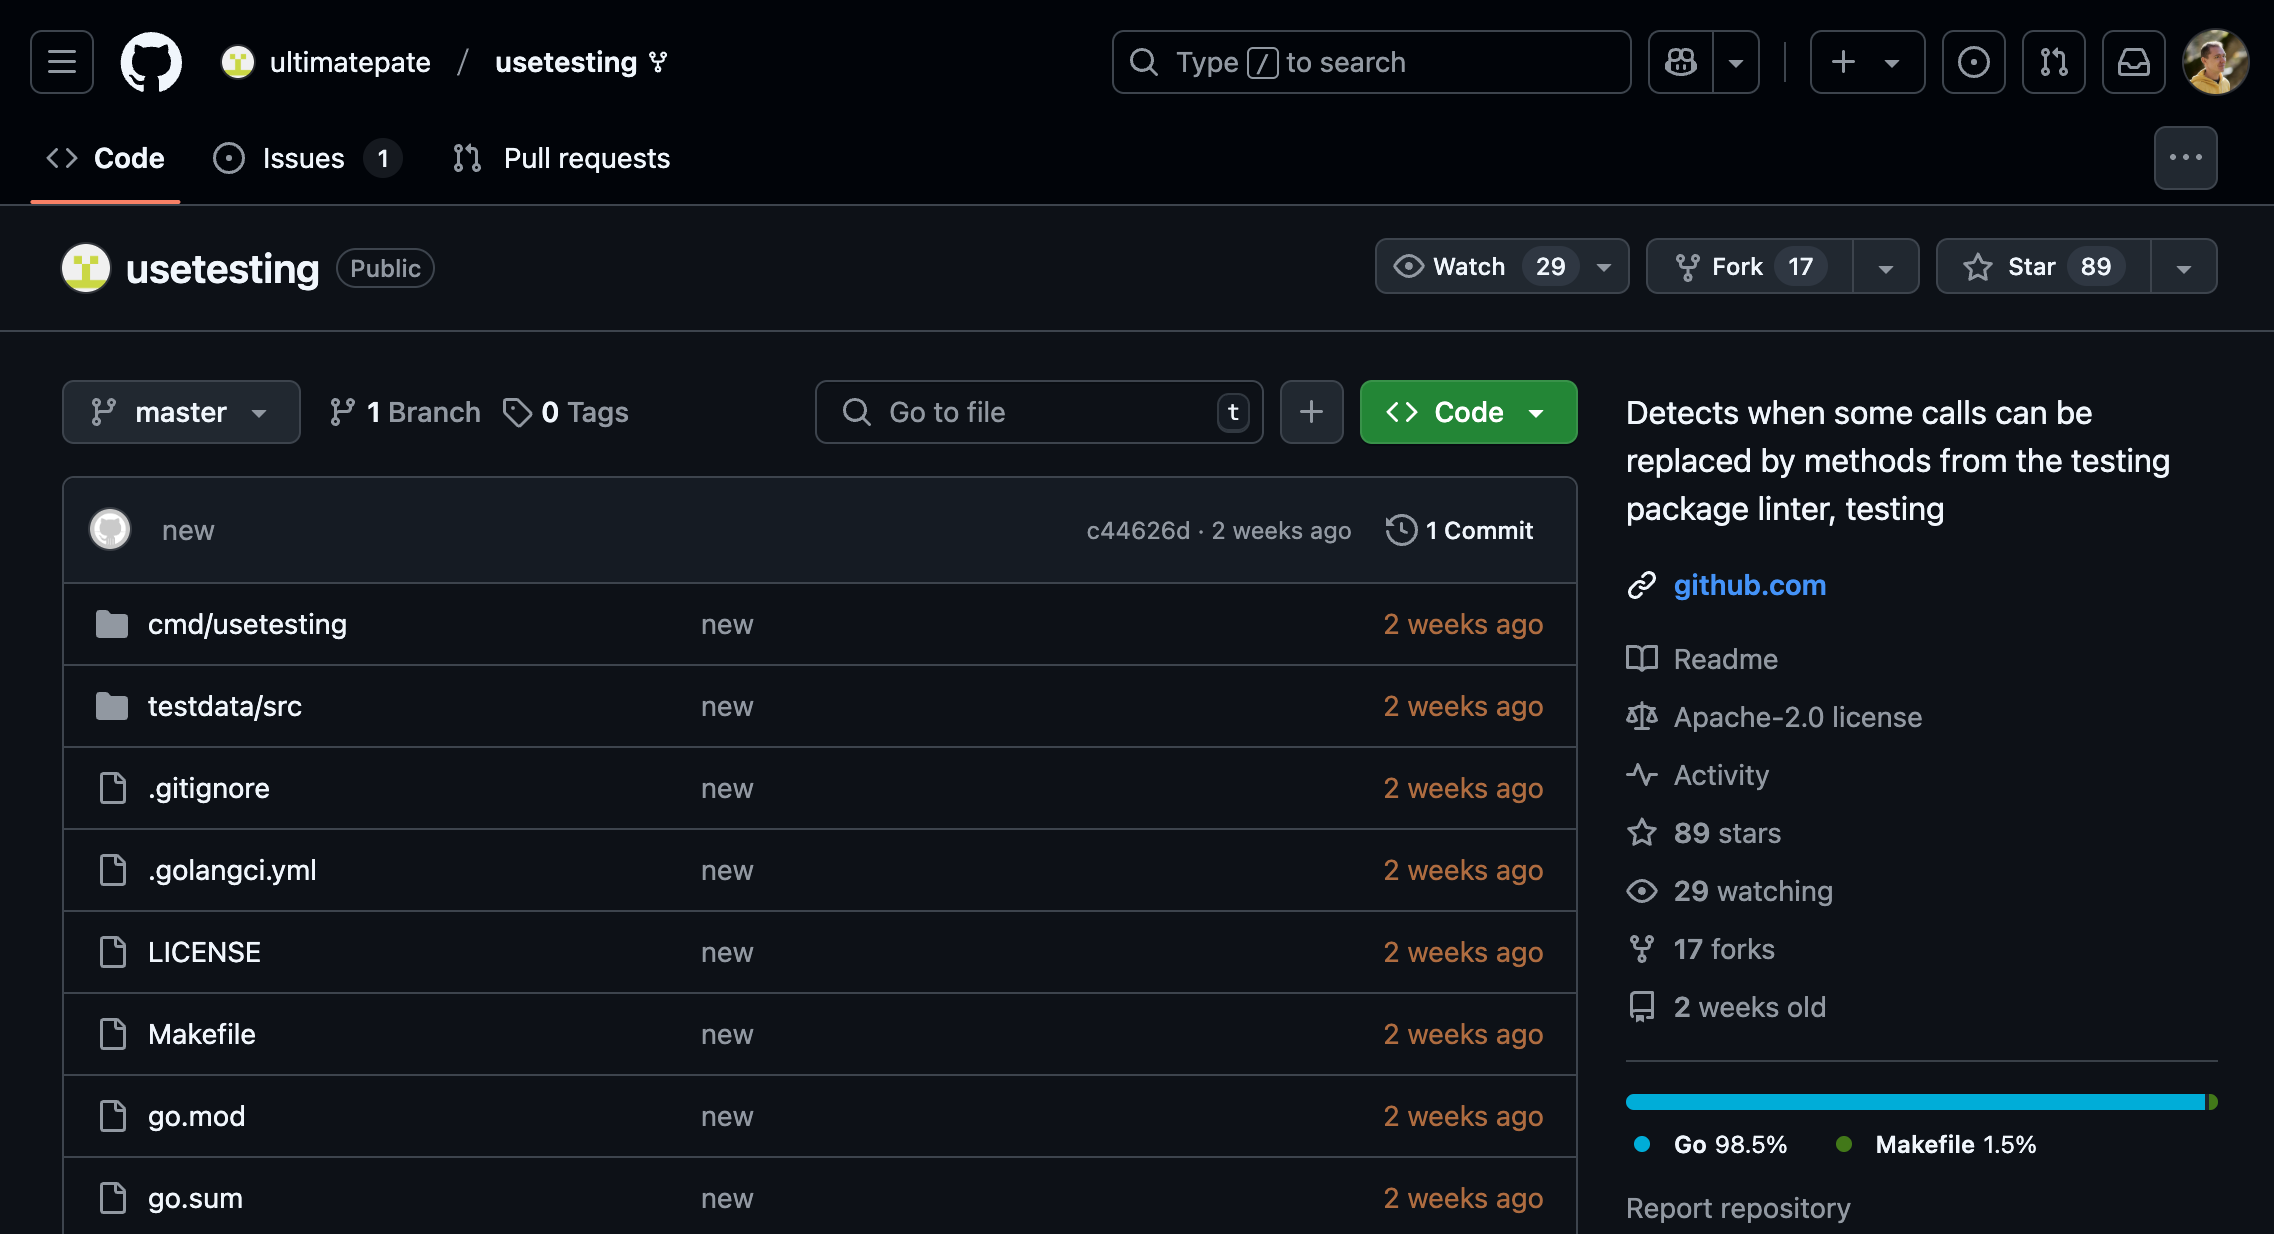 ultimatepate / usetesting
Type / to search
Code
Issues 1
Pull requests
usetesting Public
Watch 29
Fork 17
Star 89
master
1 Branch
0 Tags
Go to file t
Code
new c44626d · 2 weeks ago 1 Commit
cmd/usetesting new 2 weeks ago
testdata/src new 2 weeks ago
.gitignore new 2 weeks ago
.golangci.yml new 2 weeks ago
LICENSE new 2 weeks ago
Makefile new 2 weeks ago
go.mod new 2 weeks ago
go.sum new 2 weeks ago
Detects when some calls can be
replaced by methods from the testing
package linter, testing
github.com
Readme
Apache-2.0 license
Activity
89 stars
29 watching
17 forks
2 weeks old
Go 98.5% Makefile 1.5%
Report repository